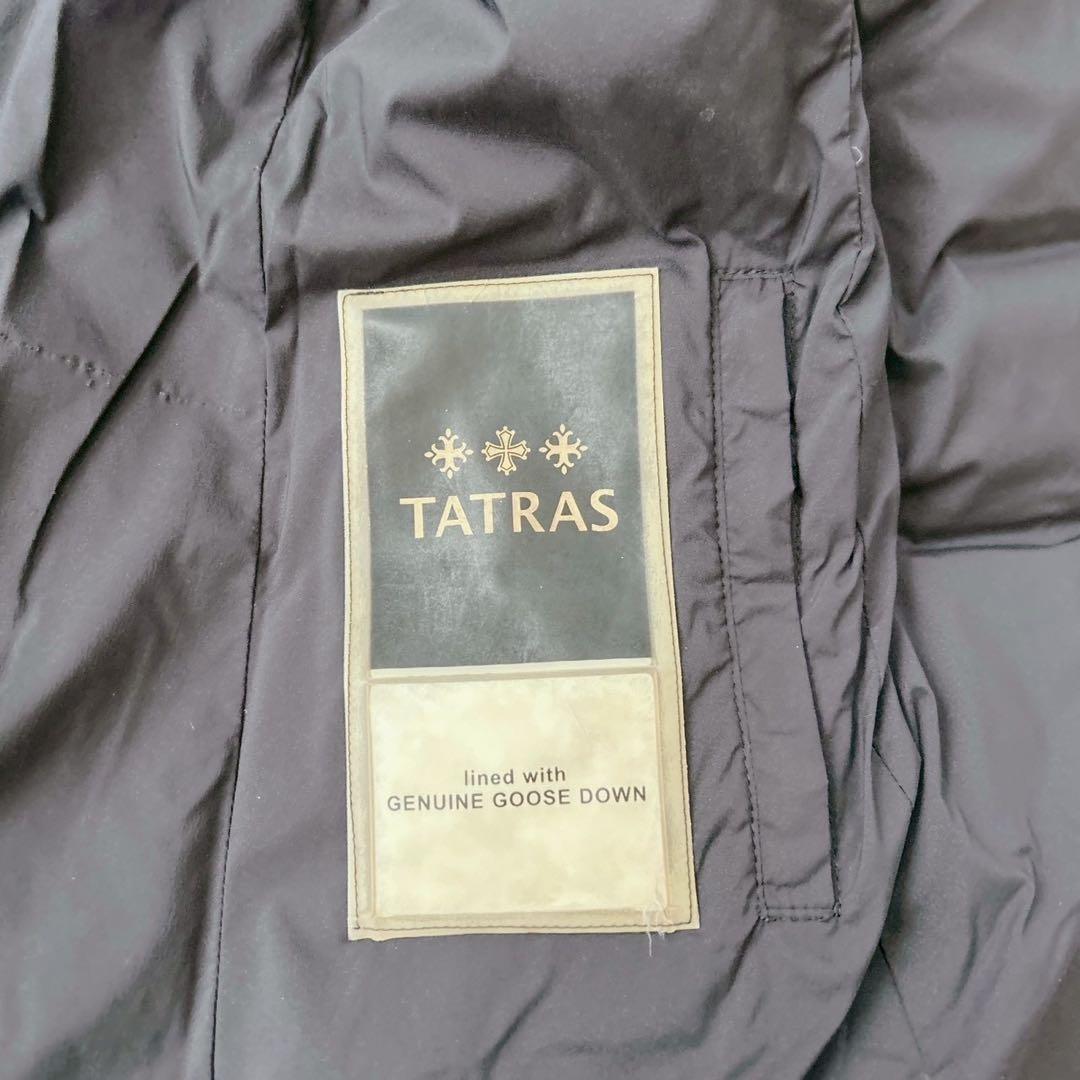 TATRAS
lined with
GENUINE GOOSE DOWN